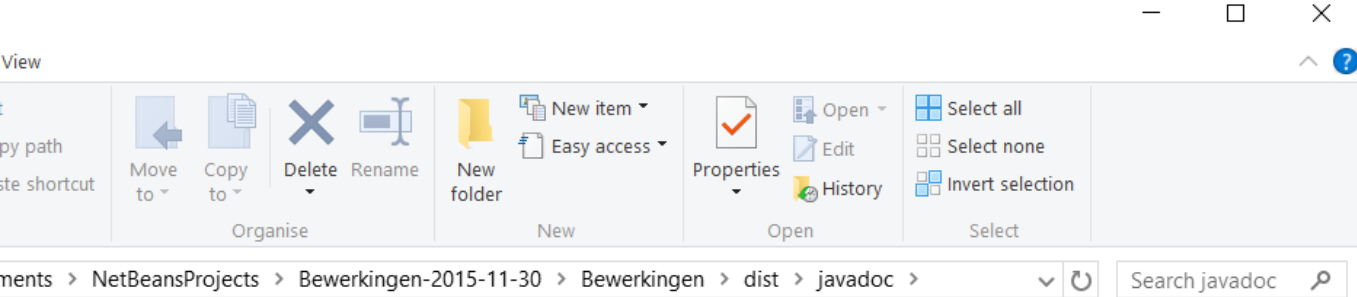 View
?
New item
Open
Select all
py path
Easy access
Edit
Select none
Move to
Copy to
Delete
Rename
New folder
Properties
ste shortcut
History
Invert selection
Organise
New
Open
Select
ments > NetBeansProjects > Bewerkingen-2015-11-30 > Bewerkingen > dist > javadoc >
Search javadoc